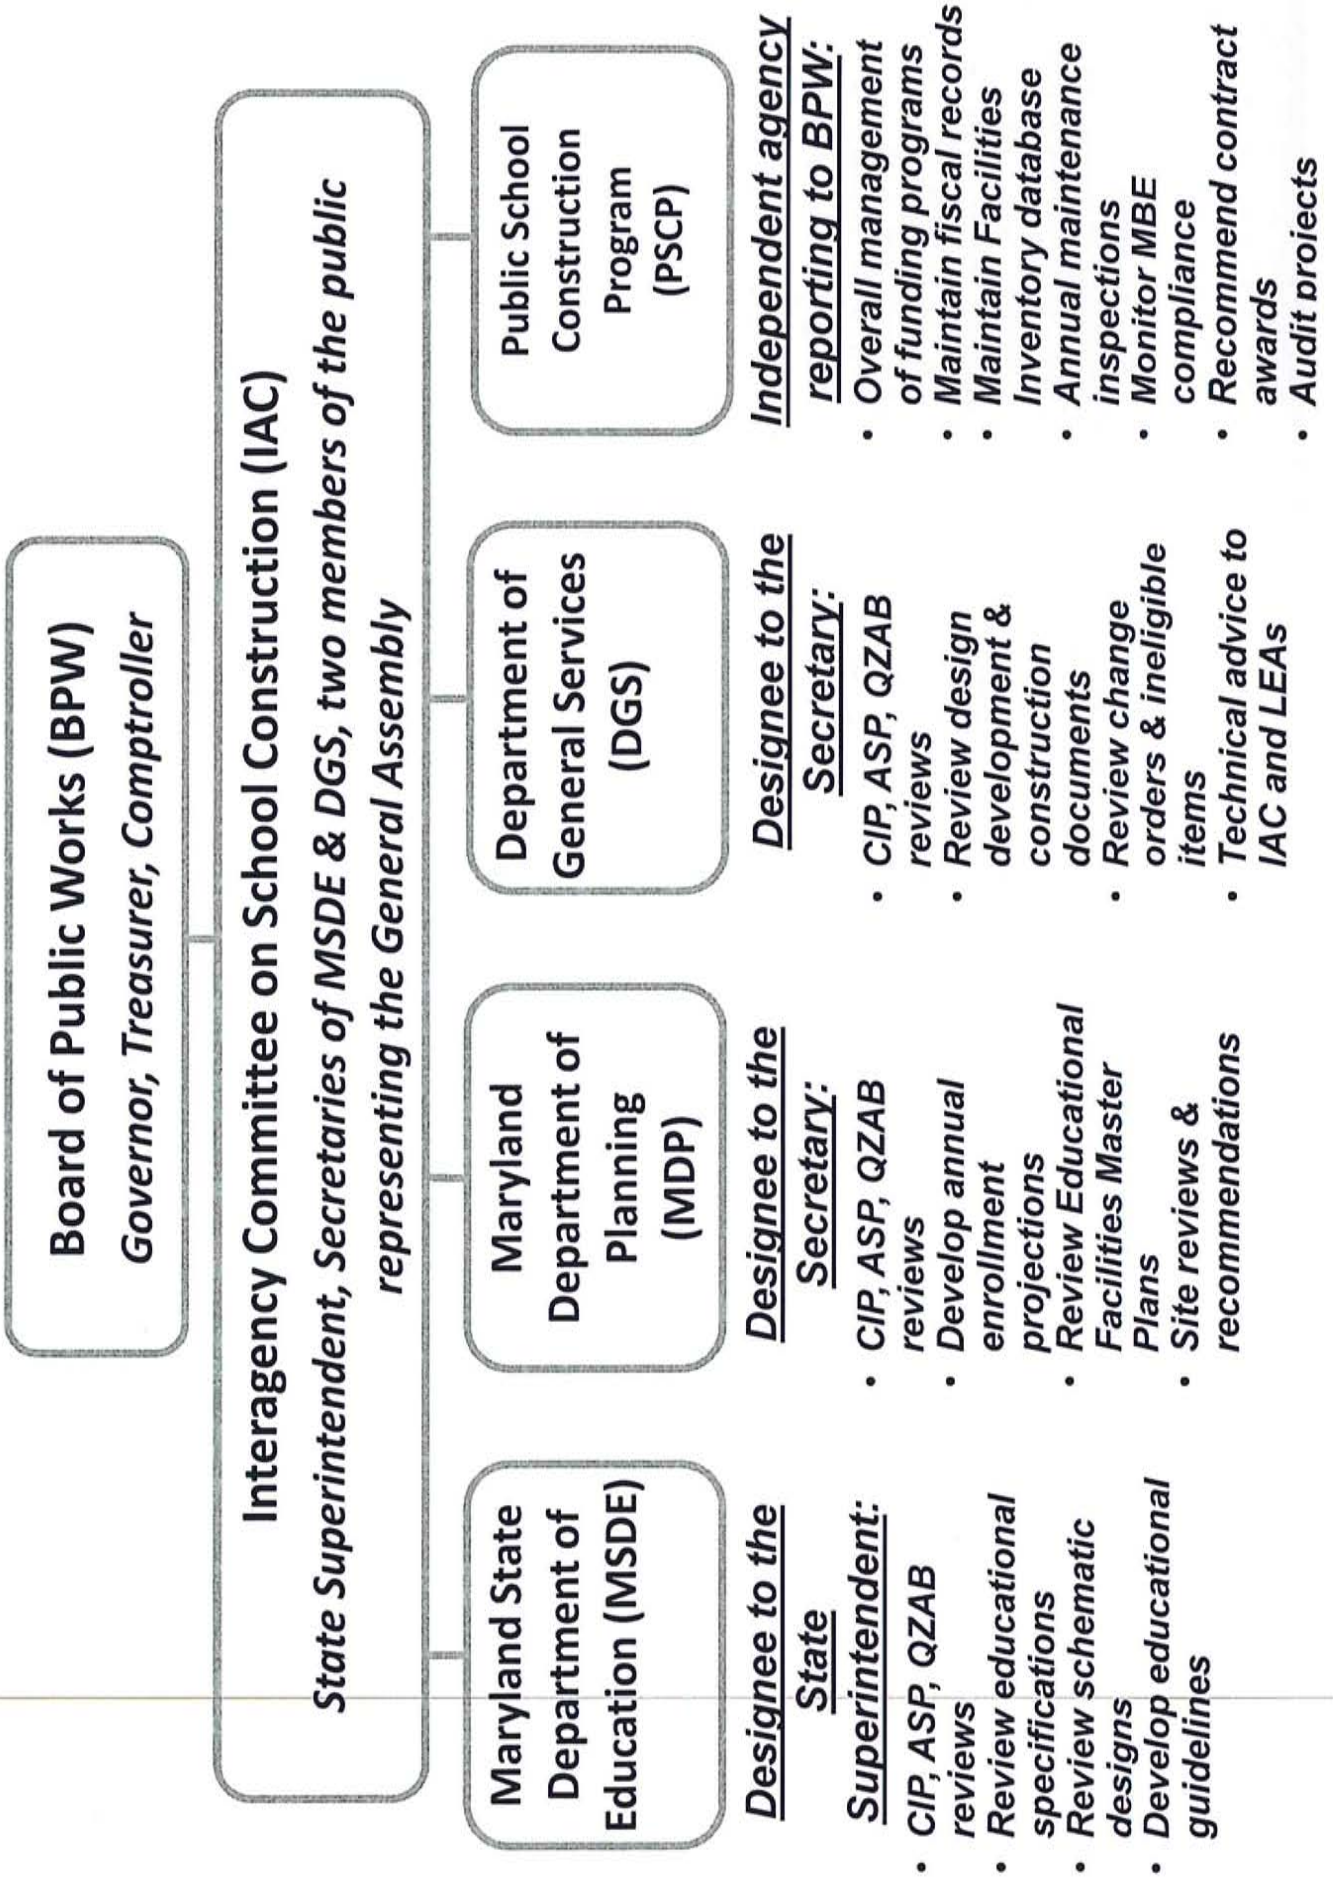 Board of Public Works (BPW)
Governor, Treasurer, Comptroller
Interagency Committee on School Construction (IAC)
State Superintendent, Secretaries of MSDE & DGS, two members of the public
representing the General Assembly
Maryland State
Department of
Education (MSDE)
Designee to the
State
Superintendent:
• CIP, ASP, QZAB
reviews
• Review educational
specifications
• Review schematic
designs
• Develop educational
guidelines
Maryland
Department of
Planning
(MDP)
Designee to the
Secretary:
• CIP, ASP, QZAB
reviews
• Develop annual
enrollment
projections
• Review Educational
Facilities Master
Plans
• Site reviews &
recommendations
Department of
General Services
(DGS)
Designee to the
Secretary:
• CIP, ASP, QZAB
reviews
• Review design
development &
construction
documents
• Review change
orders & ineligible
items
• Technical advice to
IAC and LEAs
Public School
Construction
Program
(PSCP)
Independent agency
reporting to BPW:
• Overall management
of funding programs
• Maintain fiscal records
• Maintain Facilities
Inventory database
• Annual maintenance
inspections
• Monitor MBE
compliance
• Recommend contract
awards
• Audit projects